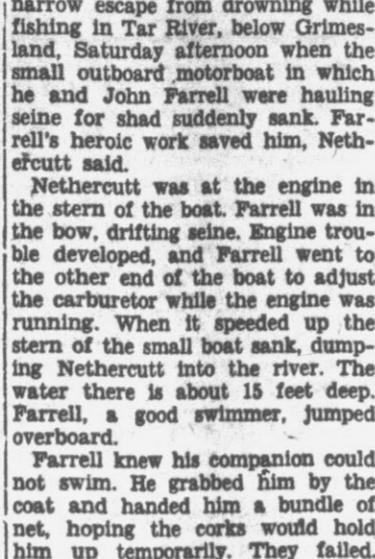 narrow escape from drowning while
fishing in Tar River, below Grimes-
land, Saturday afternoon when the
small outboard motorboat in which
he and John Farrell were hauling
seine for shad suddenly sank. Far-
rell's heroic work saved him, Neth-
ercutt said.
Nethercutt was at the engine in
the stern of the boat. Farrell was in
the bow, drifting seine. Engine trou-
ble developed, and Farrell went to
the other end of the boat to adjust
the carburetor while the engine was
running. When it speeded up the
stern of the small boat sank, dump-
ing Nethercutt into the river. The
water there is about 15 feet deep.
Farrell, a good swimmer, jumped
overboard.
Farrell knew his companion could
not swim. He grabbed him by the
coat and handed him a bundle of
net, hoping the corks would hold
him up temporarily. They failed